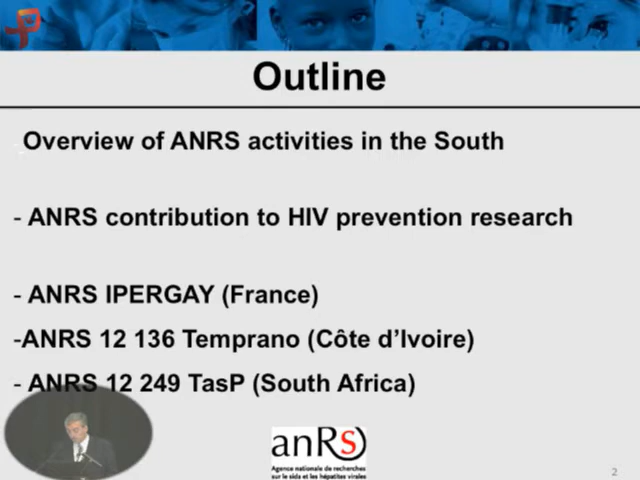 Outline
- Overview of ANRS activities in the South
- ANRS contribution to HIV prevention research
- ANRS IPERGAY (France)
-ANRS 12 136 Temprano (Côte d’Ivoire)
- ANRS 12 249 TasP (South Africa)
anRS
Agence nationale de recherches
sur le sida et les hépatites virales
2